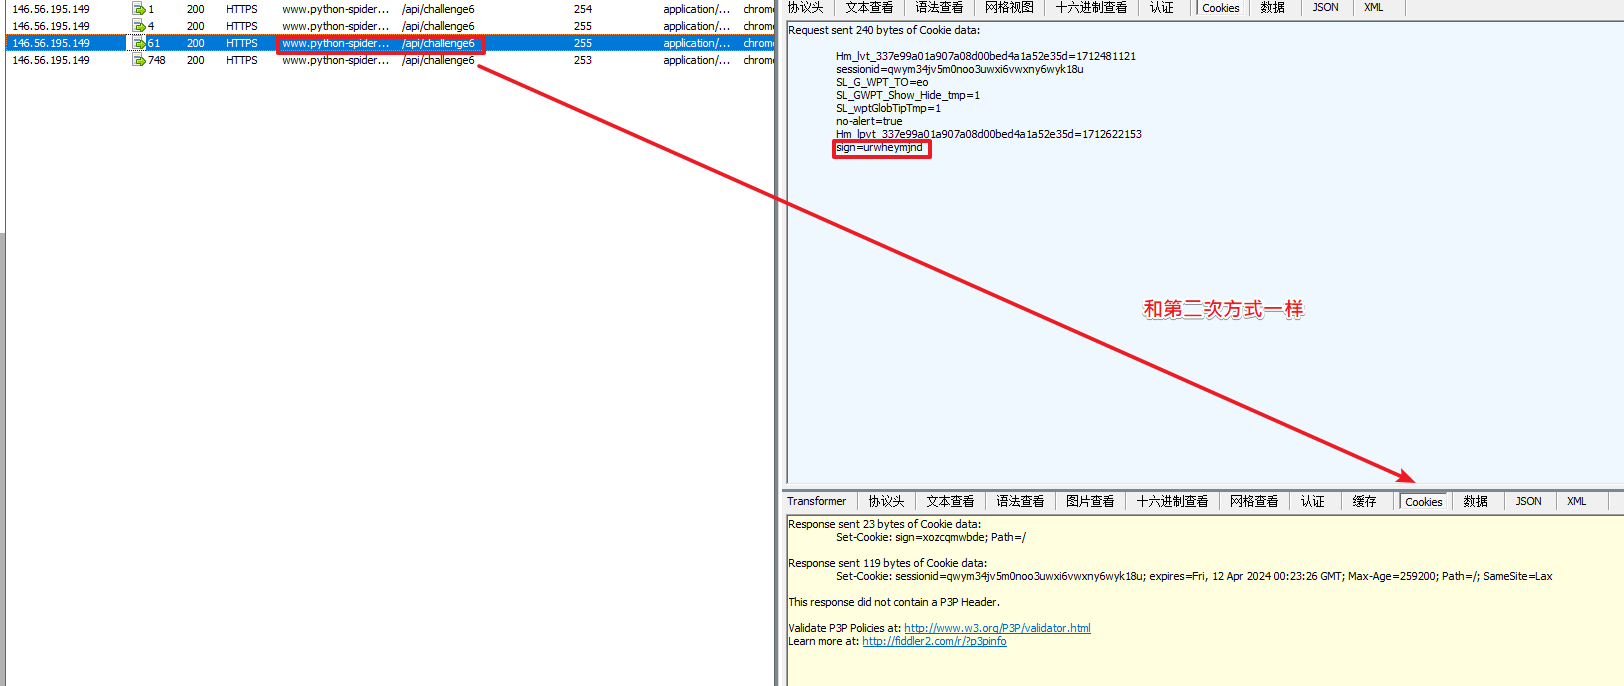 146.56.195.149 1 200 HTTPS www.python-spider... /api/challenge6 254 application/... chrome
146.56.195.149 4 200 HTTPS www.python-spider... /api/challenge6 255 application/... chrome
146.56.195.149 61 200 HTTPS www.python-spider... /api/challenge6 255 application/... chrome
146.56.195.149 748 200 HTTPS www.python-spider... /api/challenge6 253 application/... chrome
协议头 文本查看 语法查看 网格视图 十六进制查看 认证 Cookies 数据 JSON XML
Request sent 240 bytes of Cookie data:
Hm_lvt_337e99a01a907a08d00bed4a1a52e35d=1712481121
sessionid=qwym34jv5m0noo3uwxi6vwxny6wyk18u
SL_G_WPT_TO=eo
SL_GWPT_Show_Hide_tmp=1
SL_wptGlobTipTmp=1
no-alert=true
Hm_lpvt_337e99a01a907a08d00bed4a1a52e35d=1712622153
sign=urwheymjnd
和第二次方式一样
Transformer 协议头 文本查看 语法查看 图片查看 十六进制查看 网格查看 认证 缓存 Cookies 数据 JSON XML
Response sent 23 bytes of Cookie data:
Set-Cookie: sign=xozcqmwbde; Path=/
Response sent 119 bytes of Cookie data:
Set-Cookie: sessionid=qwym34jv5m0noo3uwxi6vwxny6wyk18u; expires=Fri, 12 Apr 2024 00:23:26 GMT; Max-Age=259200; Path=/; SameSite=Lax
This response did not contain a P3P Header.
Validate P3P Policies at: http://www.w3.org/P3P/validator.html
Learn more at: http://fiddler2.com/r/?p3pinfo